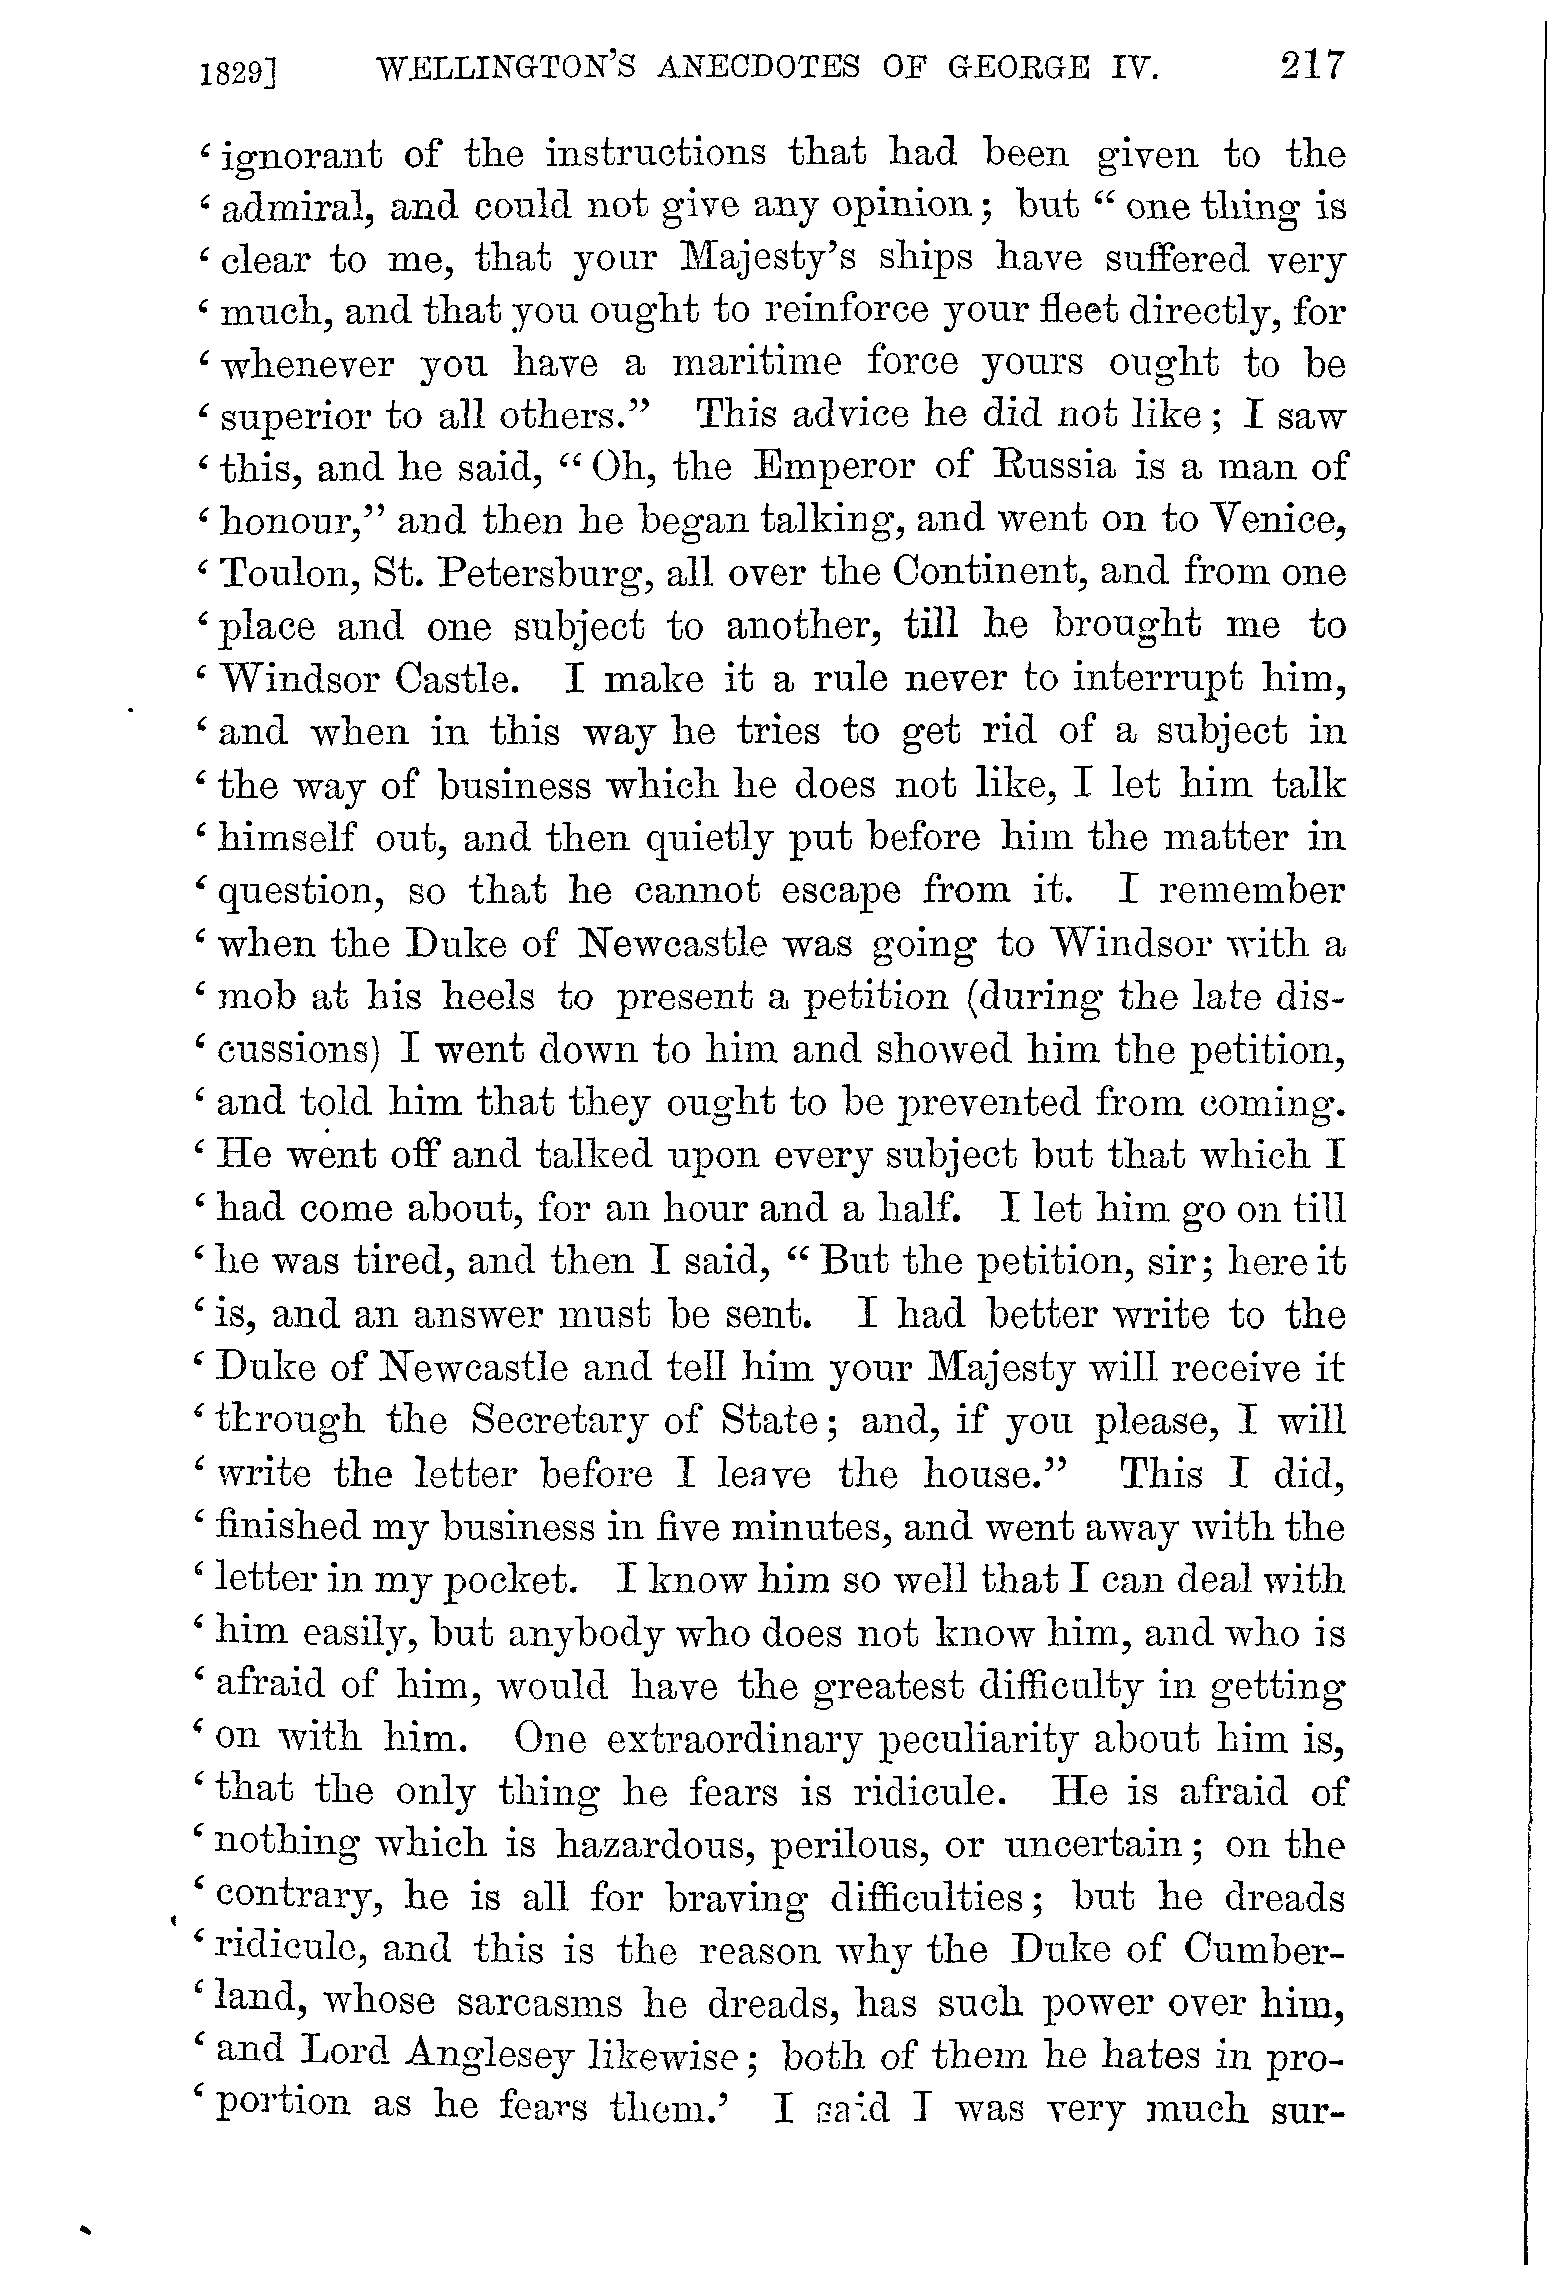 1829] WELLINGTON'S ANECDOTES OF GEORGE IV. 217
‘ignorant of the instructions that had been given to the
‘admiral, and could not give any opinion; but “one thing is
‘clear to me, that your Majesty’s ships have suffered very
‘much, and that you ought to reinforce your fleet directly, for
‘whenever you have a maritime force yours ought to be
‘superior to all others.” This advice he did not like; I saw
‘this, and he said, “Oh, the Emperor of Russia is a man of
‘honour,” and then he began talking, and went on to Venice,
‘Toulon, St. Petersburg, all over the Continent, and from one
‘place and one subject to another, till he brought me to
‘Windsor Castle. I make it a rule never to interrupt him,
‘and when in this way he tries to get rid of a subject in
‘the way of business which he does not like, I let him talk
‘himself out, and then quietly put before him the matter in
‘question, so that he cannot escape from it. I remember
‘when the Duke of Newcastle was going to Windsor with a
‘mob at his heels to present a petition (during the late dis-
‘cussions) I went down to him and showed him the petition,
‘and told him that they ought to be prevented from coming.
‘He went off and talked upon every subject but that which I
‘had come about, for an hour and a half. I let him go on till
‘he was tired, and then I said, “But the petition, sir; here it
‘is, and an answer must be sent. I had better write to the
‘Duke of Newcastle and tell him your Majesty will receive it
‘through the Secretary of State; and, if you please, I will
‘write the letter before I leave the house.” This I did,
‘finished my business in five minutes, and went away with the
‘letter in my pocket. I know him so well that I can deal with
‘him easily, but anybody who does not know him, and who is
‘afraid of him, would have the greatest difficulty in getting
‘on with him. One extraordinary peculiarity about him is,
‘that the only thing he fears is ridicule. He is afraid of
‘nothing which is hazardous, perilous, or uncertain; on the
‘contrary, he is all for braving difficulties; but he dreads
‘ridicule, and this is the reason why the Duke of Cumber-
‘land, whose sarcasms he dreads, has such power over him,
‘and Lord Anglesey likewise; both of them he hates in pro-
‘portion as he fears them.’ I said I was very much sur-